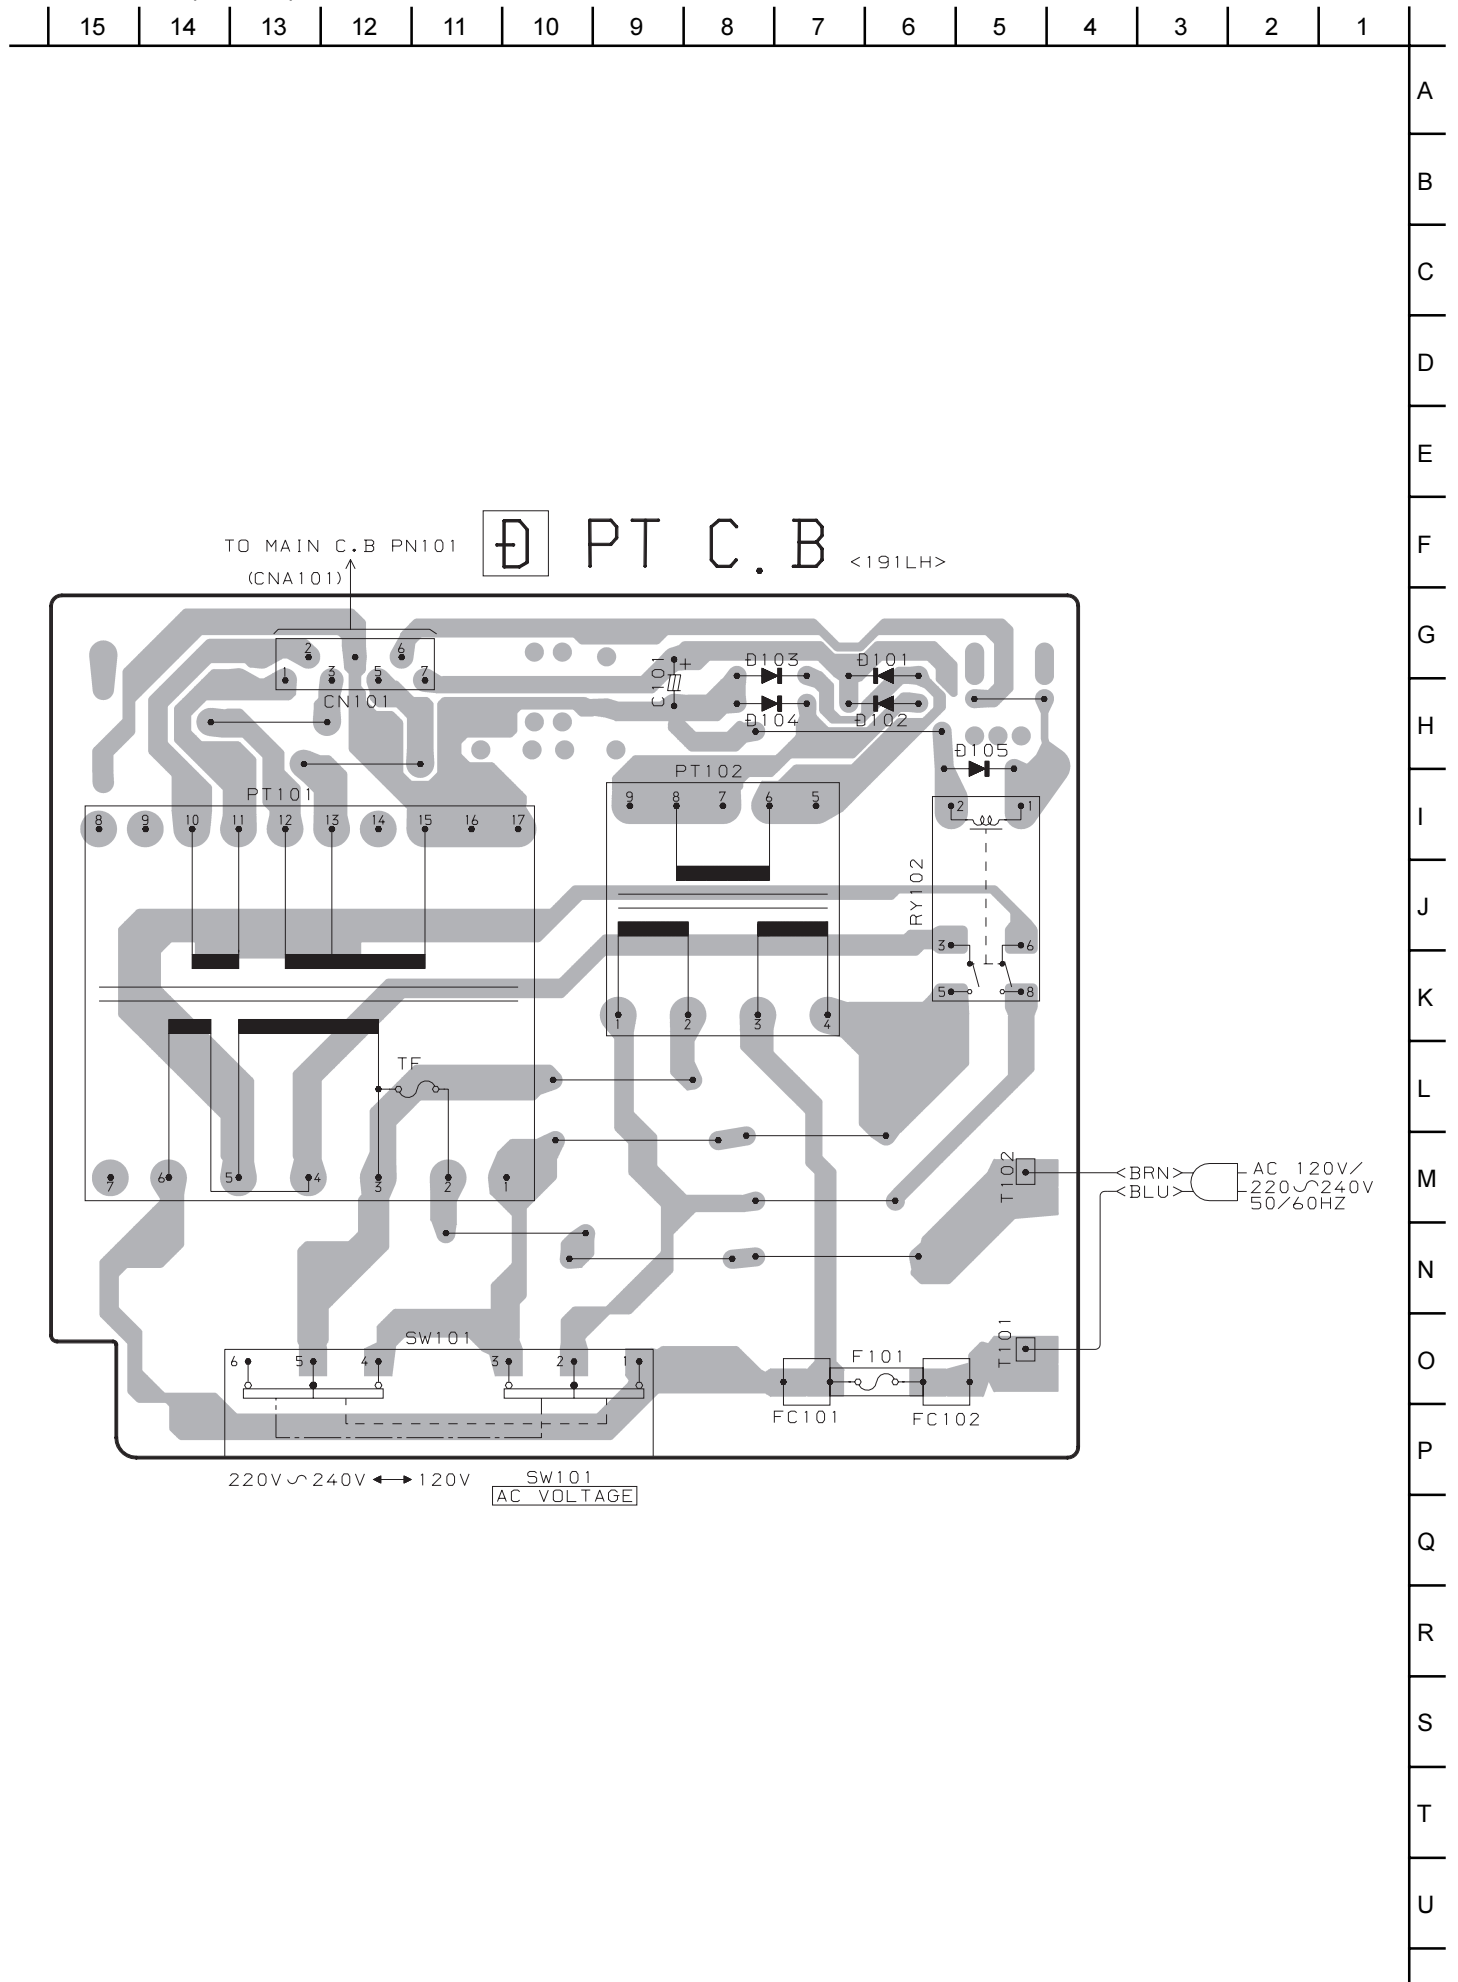 15 14 13 12 11 10 9 8 7 6 5 4 3 2 1
A
B
C
D
E
F
G
H
I
J
K
L
M
N
O
P
Q
R
S
T
U
D PT C.B <191LH>
TO MAIN C.B PN101
(CNA101)
2 6
1 3 5 7
CN101
C101 +
D103 D101
D104 D102
D105
PT101
8 9 10 11 12 13 14 15 16 17
PT102
9 8 7 6 5
2 1
RY102
3 6
5 8
1 2 3 4
TF
7 6 5 4 3 2 1
T102
<BRN>
<BLU>
AC 120V/
220∽240V
50/60HZ
T101
SW101
6 5 4 3 2 1
F101
FC101 FC102
220V∽240V ↔ 120V
SW101
AC VOLTAGE